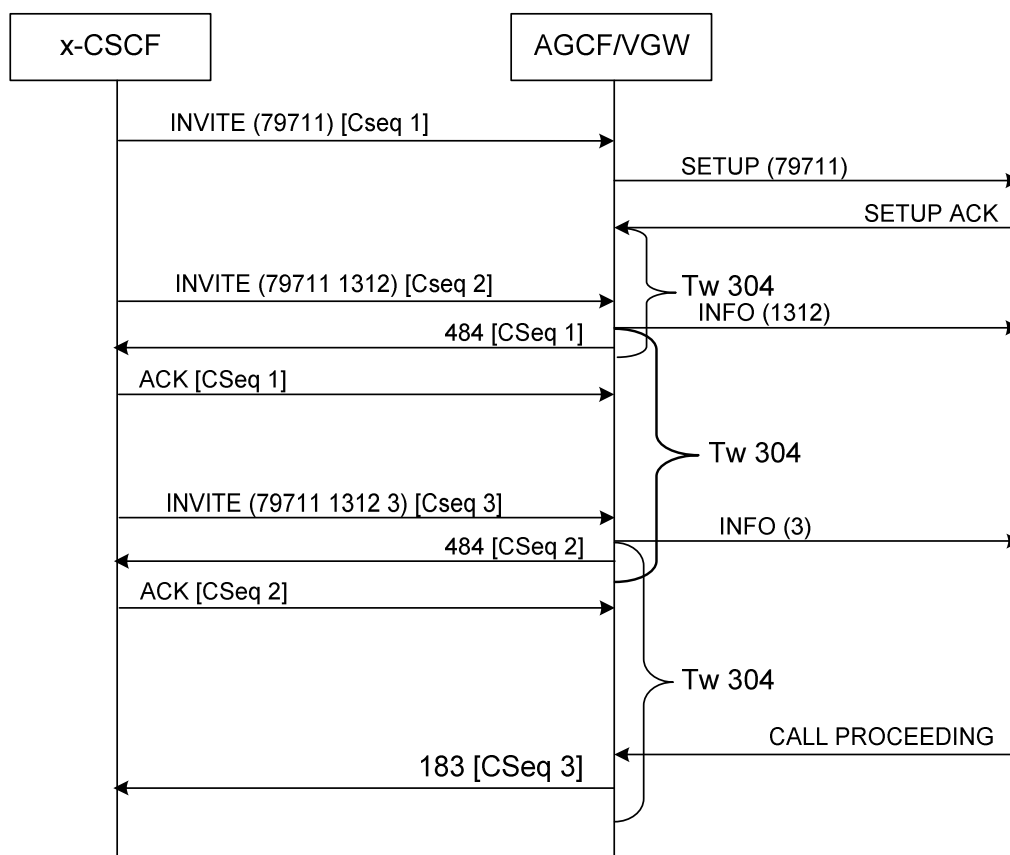 x-CSCF
AGCF/VGW
INVITE (79711) [Cseq 1]
SETUP (79711)
SETUP ACK
INVITE (79711 1312) [Cseq 2]
Tw 304
INFO (1312)
484 [CSeq 1]
ACK [CSeq 1]
Tw 304
INVITE (79711 1312 3) [Cseq 3]
INFO (3)
484 [CSeq 2]
ACK [CSeq 2]
Tw 304
CALL PROCEEDING
183 [CSeq 3]